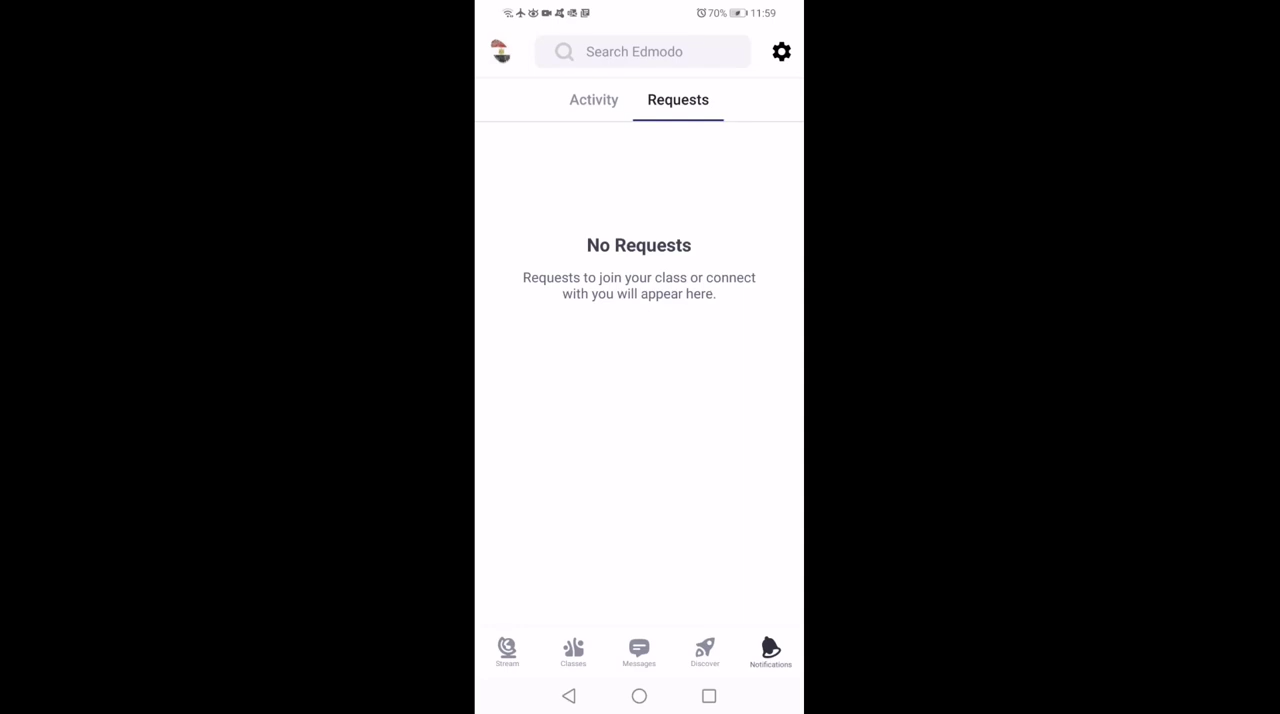 70% 11:59
Search Edmodo
Activity Requests
No Requests
Requests to join your class or connect
with you will appear here.
Stream Classes Messages Discover Notifications